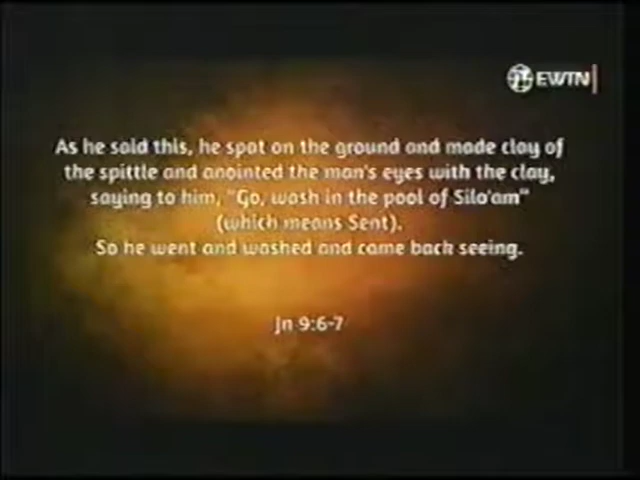 EWTN
As he said this, he spat on the ground and made clay of
the spittle and anointed the man's eyes with the clay,
saying to him, "Go, wash in the pool of Silo'am"
(which means Sent).
So he went and washed and came back seeing.
Jn 9:6-7